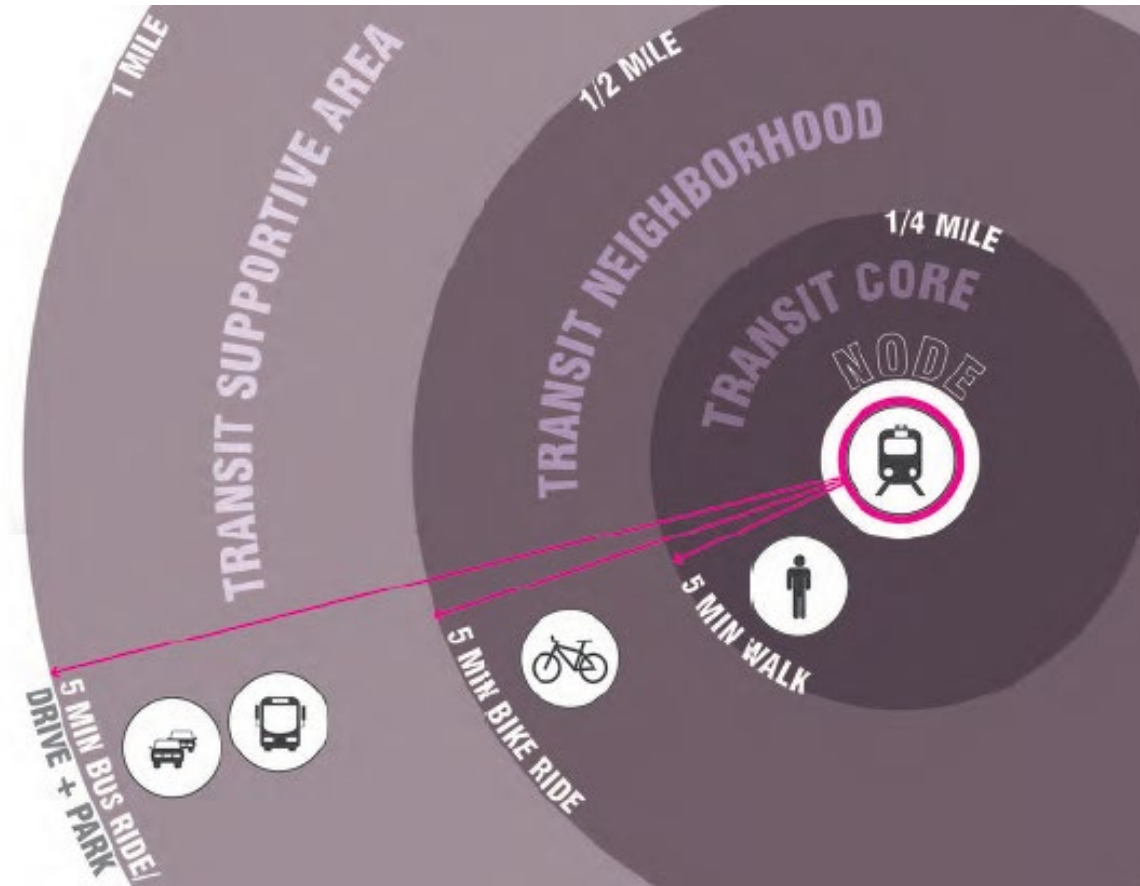 1 MILE
TRANSIT SUPPORTIVE AREA
1/2 MILE
TRANSIT NEIGHBORHOOD
1/4 MILE
TRANSIT CORE
NODE
5 MIN WALK
5 MIN BIKE RIDE
5 MIN BUS RIDE/
DRIVE + PARK